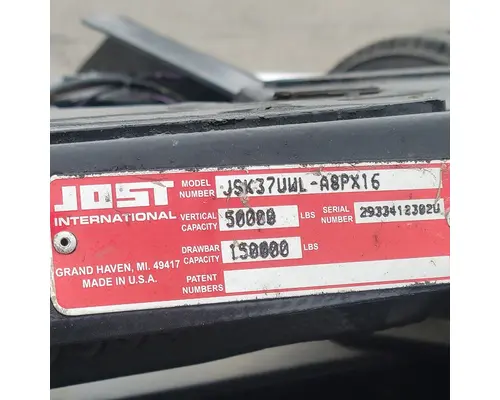 JOST
INTERNATIONAL
GRAND HAVEN, MI. 49417
MADE IN U.S.A.
MODEL NUMBER JSK37UWL-A8PX16
VERTICAL CAPACITY 50000 LBS
SERIAL NUMBER 2933412302U
DRAWBAR CAPACITY 150000 LBS
PATENT NUMBERS